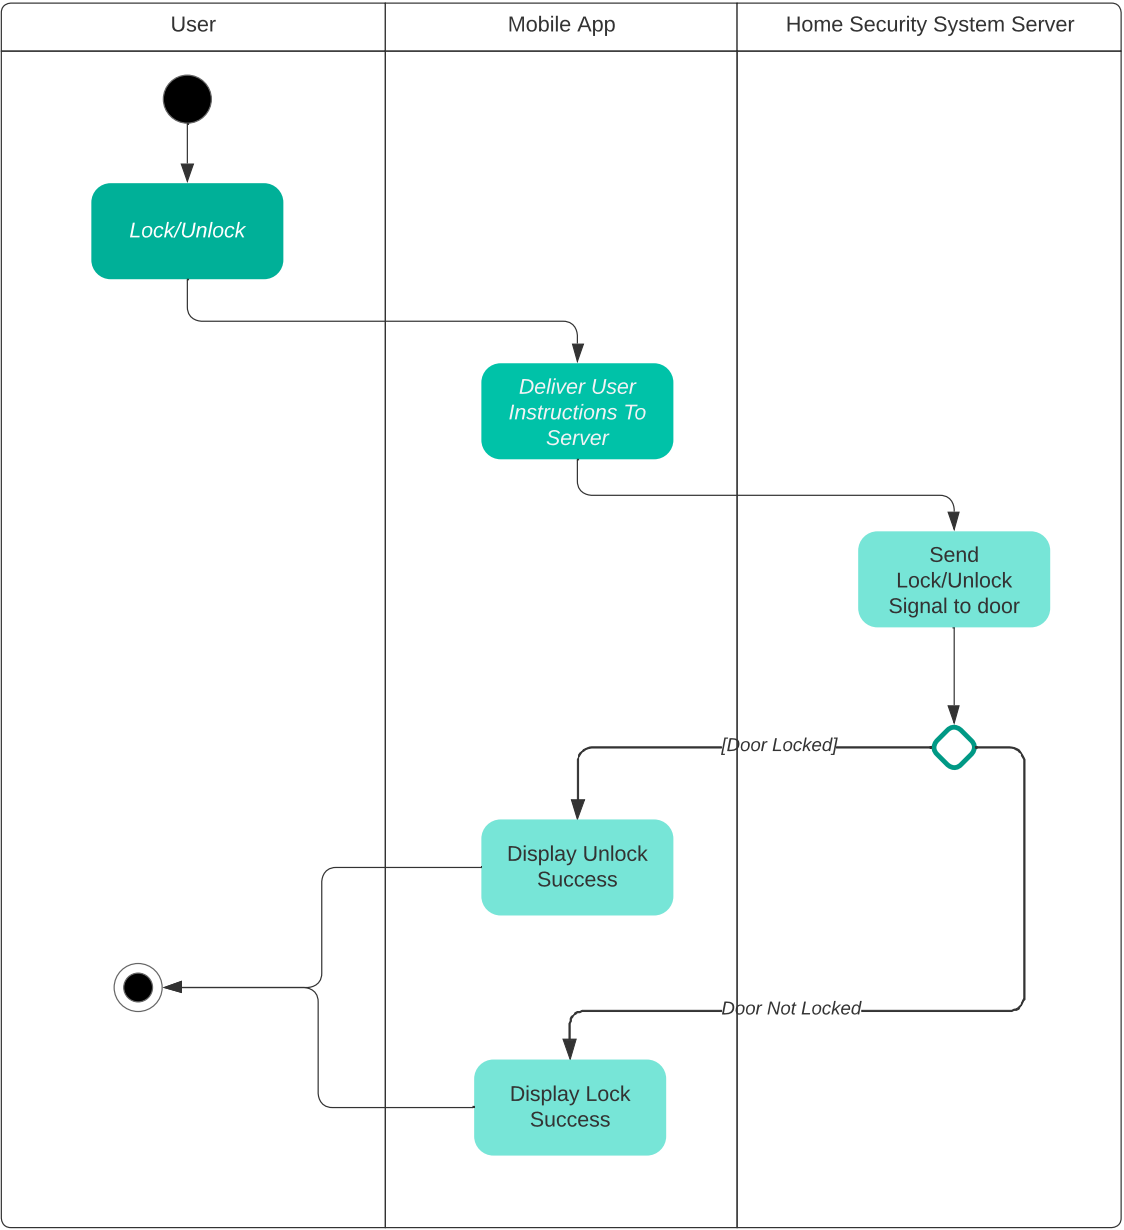 User
Mobile App
Home Security System Server
Lock/Unlock
Deliver User
Instructions To
Server
Send
Lock/Unlock
Signal to door
[Door Locked]
Display Unlock
Success
Door Not Locked
Display Lock
Success